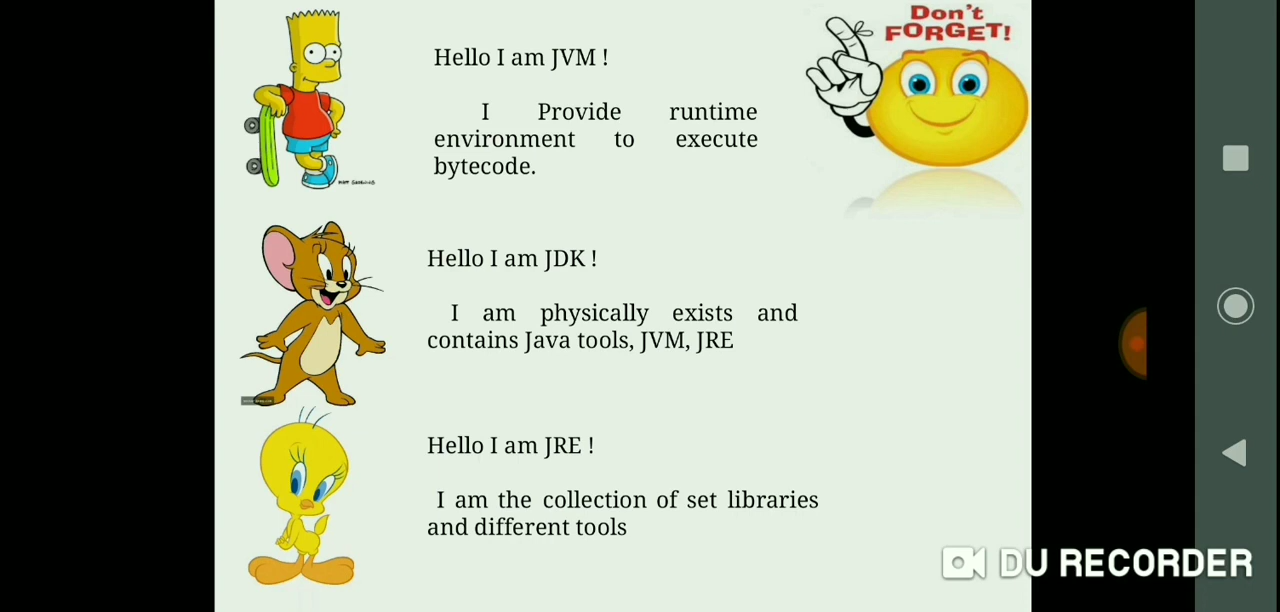 Don't
FORGET!
Hello I am JVM !
I Provide runtime
environment to execute
bytecode.
Hello I am JDK !
I am physically exists and
contains Java tools, JVM, JRE
Hello I am JRE !
I am the collection of set libraries
and different tools
DU RECORDER